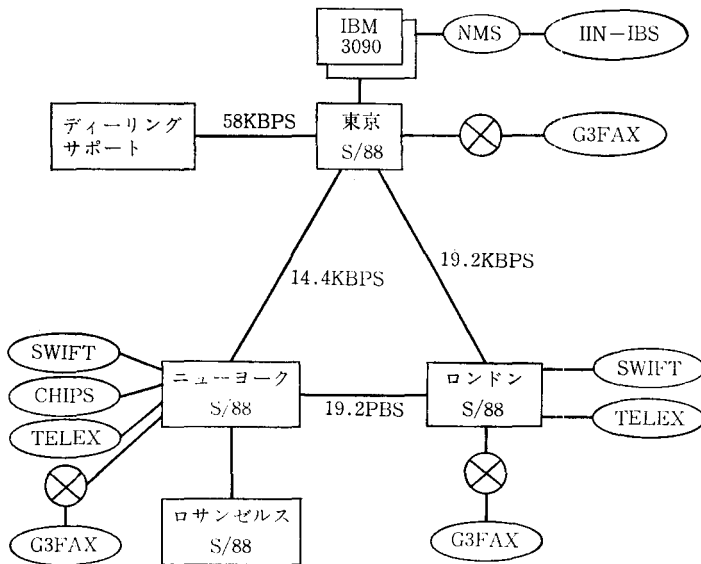 IBM
3090
NMS
IIN-IBS
ディーリング
サポート
58KBPS
東京
S/88
G3FAX
14.4KBPS
19.2KBPS
SWIFT
CHIPS
TELEX
ニューヨーク
S/88
19.2PBS
ロンドン
S/88
SWIFT
TELEX
G3FAX
ロサンゼルス
S/88
G3FAX